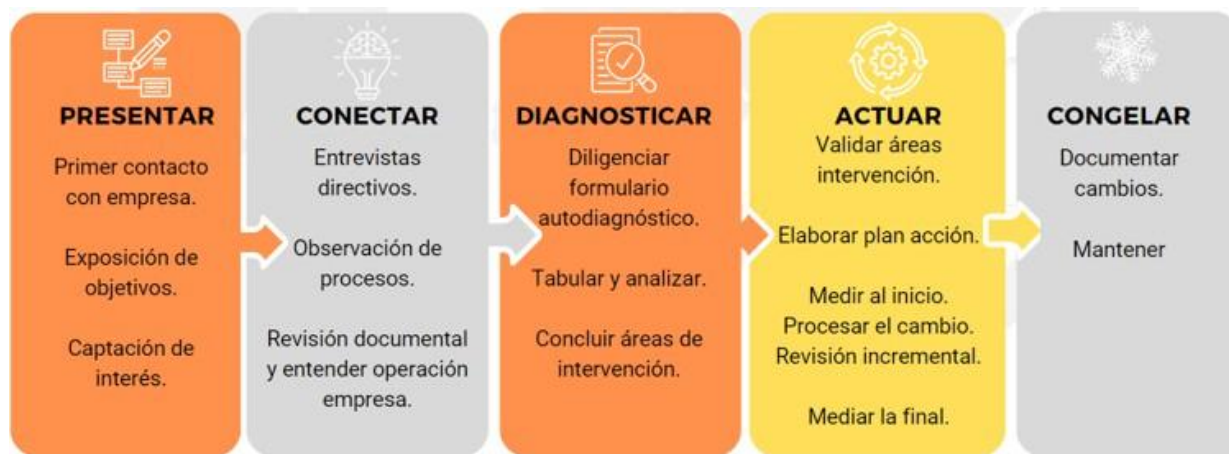 PRESENTAR
Primer contacto
con empresa.
Exposición de
objetivos.
Captación de
interés.
CONECTAR
Entrevistas
directivos.
Observación de
procesos.
Revisión documental
y entender operación
empresa.
DIAGNOSTICAR
Diligenciar
formulario
autodiagnóstico.
Tabular y analizar.
Concluir áreas de
intervención.
ACTUAR
Validar áreas
intervención.
Elaborar plan acción.
Medir al inicio.
Procesar el cambio.
Revisión incremental.
Mediar la final.
CONGELAR
Documentar
cambios.
Mantener